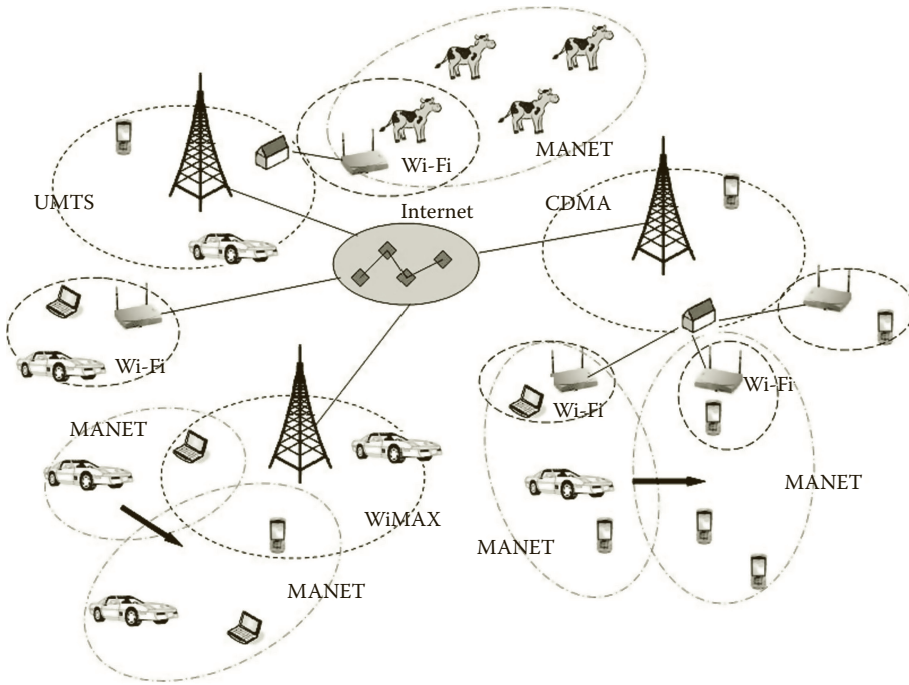 Wi-Fi
MANET
UMTS
Internet
CDMA
Wi-Fi
Wi-Fi
Wi-Fi
MANET
MANET
WiMAX
MANET
MANET